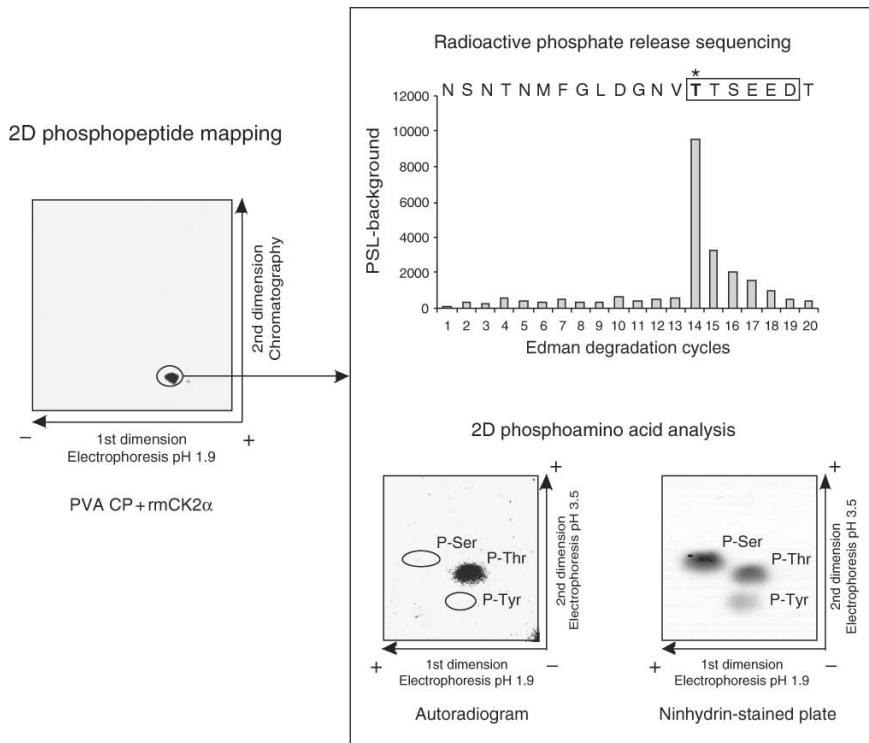 2D phosphopeptide mapping
2nd dimension
Chromatography
−
+
1st dimension
Electrophoresis pH 1.9
PVA CP + rmCK2α
Radioactive phosphate release sequencing
*
N S N T N M F G L D G N V T T S E E D T
PSL-background
12000
10000
8000
6000
4000
2000
0
1 2 3 4 5 6 7 8 9 10 11 12 13 14 15 16 17 18 19 20
Edman degradation cycles
2D phosphoamino acid analysis
+
P-Ser
P-Thr
P-Tyr
2nd dimension
Electrophoresis pH 3.5
+
−
1st dimension
Electrophoresis pH 1.9
Autoradiogram
+
P-Ser
P-Thr
P-Tyr
2nd dimension
Electrophoresis pH 3.5
+
−
1st dimension
Electrophoresis pH 1.9
Ninhydrin-stained plate